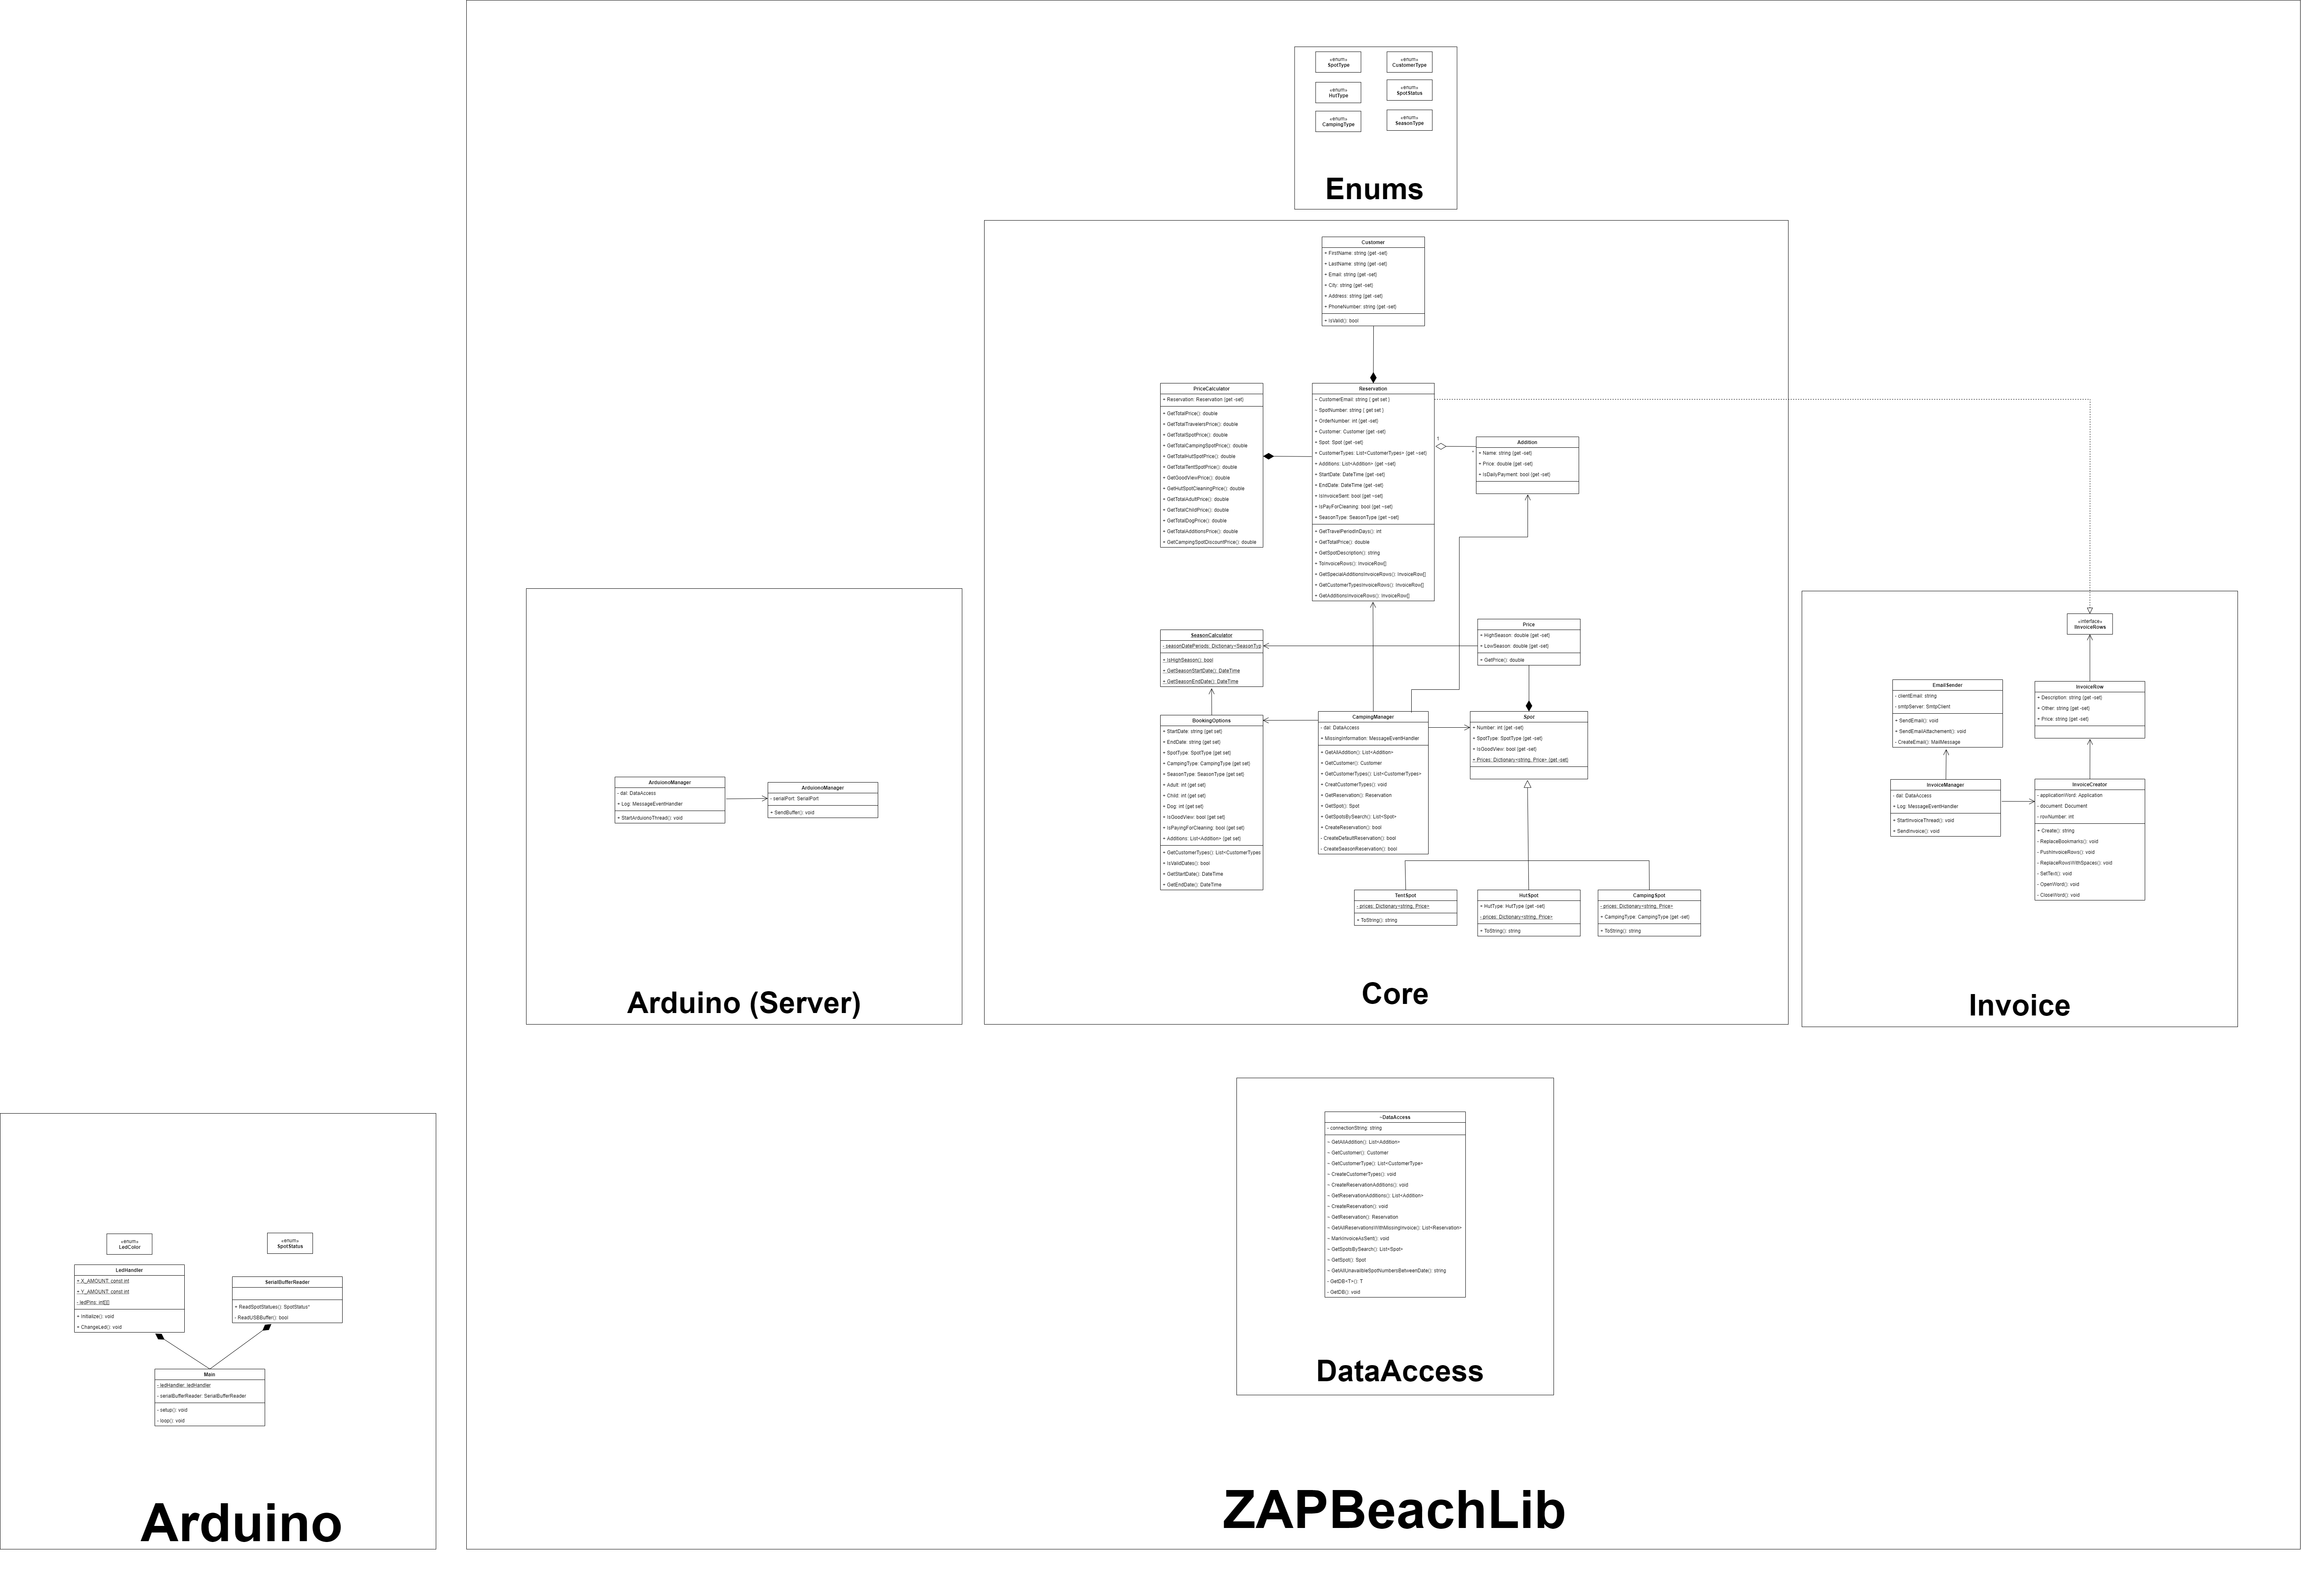 «enum»
SpotType
«enum»
CustomerType
«enum»
HutType
«enum»
SpotStatus
«enum»
CampingType
«enum»
SeasonType
Enums
Customer
+ FirstName: string {get -set}
+ LastName: string {get -set}
+ Email: string {get -set}
+ City: string {get -set}
+ Address: string {get -set}
+ PhoneNumber: string {get -set}
+ IsValid(): bool
PriceCalculator
+ Reservation: Reservation {get -set}
+ GetTotalPrice(): double
+ GetTotalTravelersPrice(): double
+ GetTotalSpotPrice(): double
+ GetTotalCampingSpotPrice(): double
+ GetTotalHutSpotPrice(): double
+ GetTotalTentSpotPrice(): double
+ GetGoodViewPrice(): double
+ GetHutSpotCleaningPrice(): double
+ GetTotalAdultPrice(): double
+ GetTotalChildPrice(): double
+ GetTotalDogPrice(): double
+ GetTotalAdditionsPrice(): double
+ GetCampingSpotDiscountPrice(): double
Reservation
~ CustomerEmail: string { get set }
~ SpotNumber: string { get set }
+ OrderNumber: int {get -set}
+ Customer: Customer {get -set}
+ Spot: Spot {get -set}
+ CustomerTypes: List<CustomerTypes> {get ~set}
+ Additions: List<Addition> {get ~set}
+ StartDate: DateTime {get -set}
+ EndDate: DateTime {get -set}
+ IsInvoiceSent: bool {get ~set}
+ IsPayForCleaning: bool {get ~set}
+ SeasonType: SeasonType {get ~set}
+ GetTravelPeriodInDays(): int
+ GetTotalPrice(): double
+ GetSpotDescription(): string
+ ToInvoiceRows(): InvoiceRow[]
+ GetSpecialAdditionsInvoiceRows(): InvoiceRow[]
+ GetCustomerTypesInvoiceRows(): InvoiceRow[]
+ GetAdditionsInvoiceRows(): InvoiceRow[]
1
*
Addition
+ Name: string {get -set}
+ Price: double {get -set}
+ IsDailyPayment: bool {get -set}
SeasonCalculator
- seasonDataPeriods: Dictionary<SeasonTyp
+ IsHighSeason(): bool
+ GetSeasonStartDate(): DateTime
+ GetSeasonEndDate(): DateTime
Price
+ HighSeason: double {get -set}
+ LowSeason: double {get -set}
+ GetPrice(): double
BookingOptions
+ StartDate: string {get set}
+ EndDate: string {get set}
+ SpotType: SpotType {get set}
+ CampingType: CampingType {get set}
+ SeasonType: SeasonType {get set}
+ Adult: int {get set}
+ Child: int {get set}
+ Dog: int {get set}
+ IsGoodView: bool {get set}
+ IsPayingForCleaning: bool {get set}
+ Additions: List<Addition> {get set}
+ GetCustomerTypes(): List<CustomerTypes
+ IsValidDates(): bool
+ GetStartDate(): DateTime
+ GetEndDate(): DateTime
CampingManager
- dal: DataAccess
+ MissingInformation: MessageEventHandler
+ GetAllAddition(): List<Addition>
+ GetCustomer(): Customer
+ GetCustomerTypes(): List<CustomerTypes>
+ CreatCustomerTypes(): void
+ GetReservation(): Reservation
+ GetSpot(): Spot
+ GetSpotsBySearch(): List<Spot>
+ CreateReservation(): bool
- CreateDefaultReservation(): bool
- CreateSeasonReservation(): bool
Spot
+ Number: int {get -set}
+ SpotType: SpotType {get -set}
+ IsGoodView: bool {get -set}
+ Prices: Dictionary<string, Price> {get -set}
TentSpot
- prices: Dictionary<string, Price>
+ ToString(): string
HutSpot
+ HutType: HutType {get -set}
- prices: Dictionary<string, Price>
+ ToString(): string
CampingSpot
- prices: Dictionary<string, Price>
+ CampingType: CampingType {get -set}
+ ToString(): string
Core
ArduionoManager
- dal: DataAccess
+ Log: MessageEventHandler
+ StartArduionoThread(): void
ArduionoManager
- serialPort: SerialPort
+ SendBuffer(): void
Arduino (Server)
«interface»
IInvoiceRows
EmailSender
- clientEmail: string
- smtpServer: SmtpClient
+ SendEmail(): void
+ SendEmailAttachement(): void
- CreateEmail(): MailMessage
InvoiceRow
+ Description: string {get -set}
+ Other: string {get -set}
+ Price: string {get -set}
InvoiceManager
- dal: DataAccess
+ Log: MessageEventHandler
+ StartInvoiceThread(): void
+ SendInvoice(): void
InvoiceCreator
- applicationWord: Application
- document: Document
- rowNumber: int
+ Create(): string
- ReplaceBookmarks(): void
- PushInvoiceRows(): void
- ReplaceRowsWithSpaces(): void
- SetText(): void
- OpenWord(): void
- CloseWord(): void
Invoice
~DataAccess
- connectionString: string
~ GetAllAddition(): List<Addition>
~ GetCustomer(): Customer
~ GetCustomerType(): List<CustomerType>
~ CreateCustomerTypes(): void
~ CreateReservationAdditions(): void
~ GetReservationAdditions(): List<Addition>
~ CreateReservation(): void
~ GetReservation(): Reservation
~ GetAllReservationsWithMissingInvoice(): List<Reservation>
~ MarkInvoiceAsSent(): void
~ GetSpotsBySearch(): List<Spot>
~ GetSpot(): Spot
~ GetAllUnavailbleSpotNumbersBetweenDate(): string
- GetDB<T>(): T
- GetDB(): void
DataAccess
«enum»
LedColor
«enum»
SpotStatus
LedHandler
+ X_AMOUNT: const int
+ Y_AMOUNT: const int
- ledPins: int[][]
+ Initialize(): void
+ ChangeLed(): void
SerialBufferReader
+ ReadSpotStatues(): SpotStatus*
- ReadUSBBuffer(): bool
Main
- ledHandler: ledHandler
- serialBufferReader: SerialBufferReader
- setup(): void
- loop(): void
Arduino
ZAPBeachLib